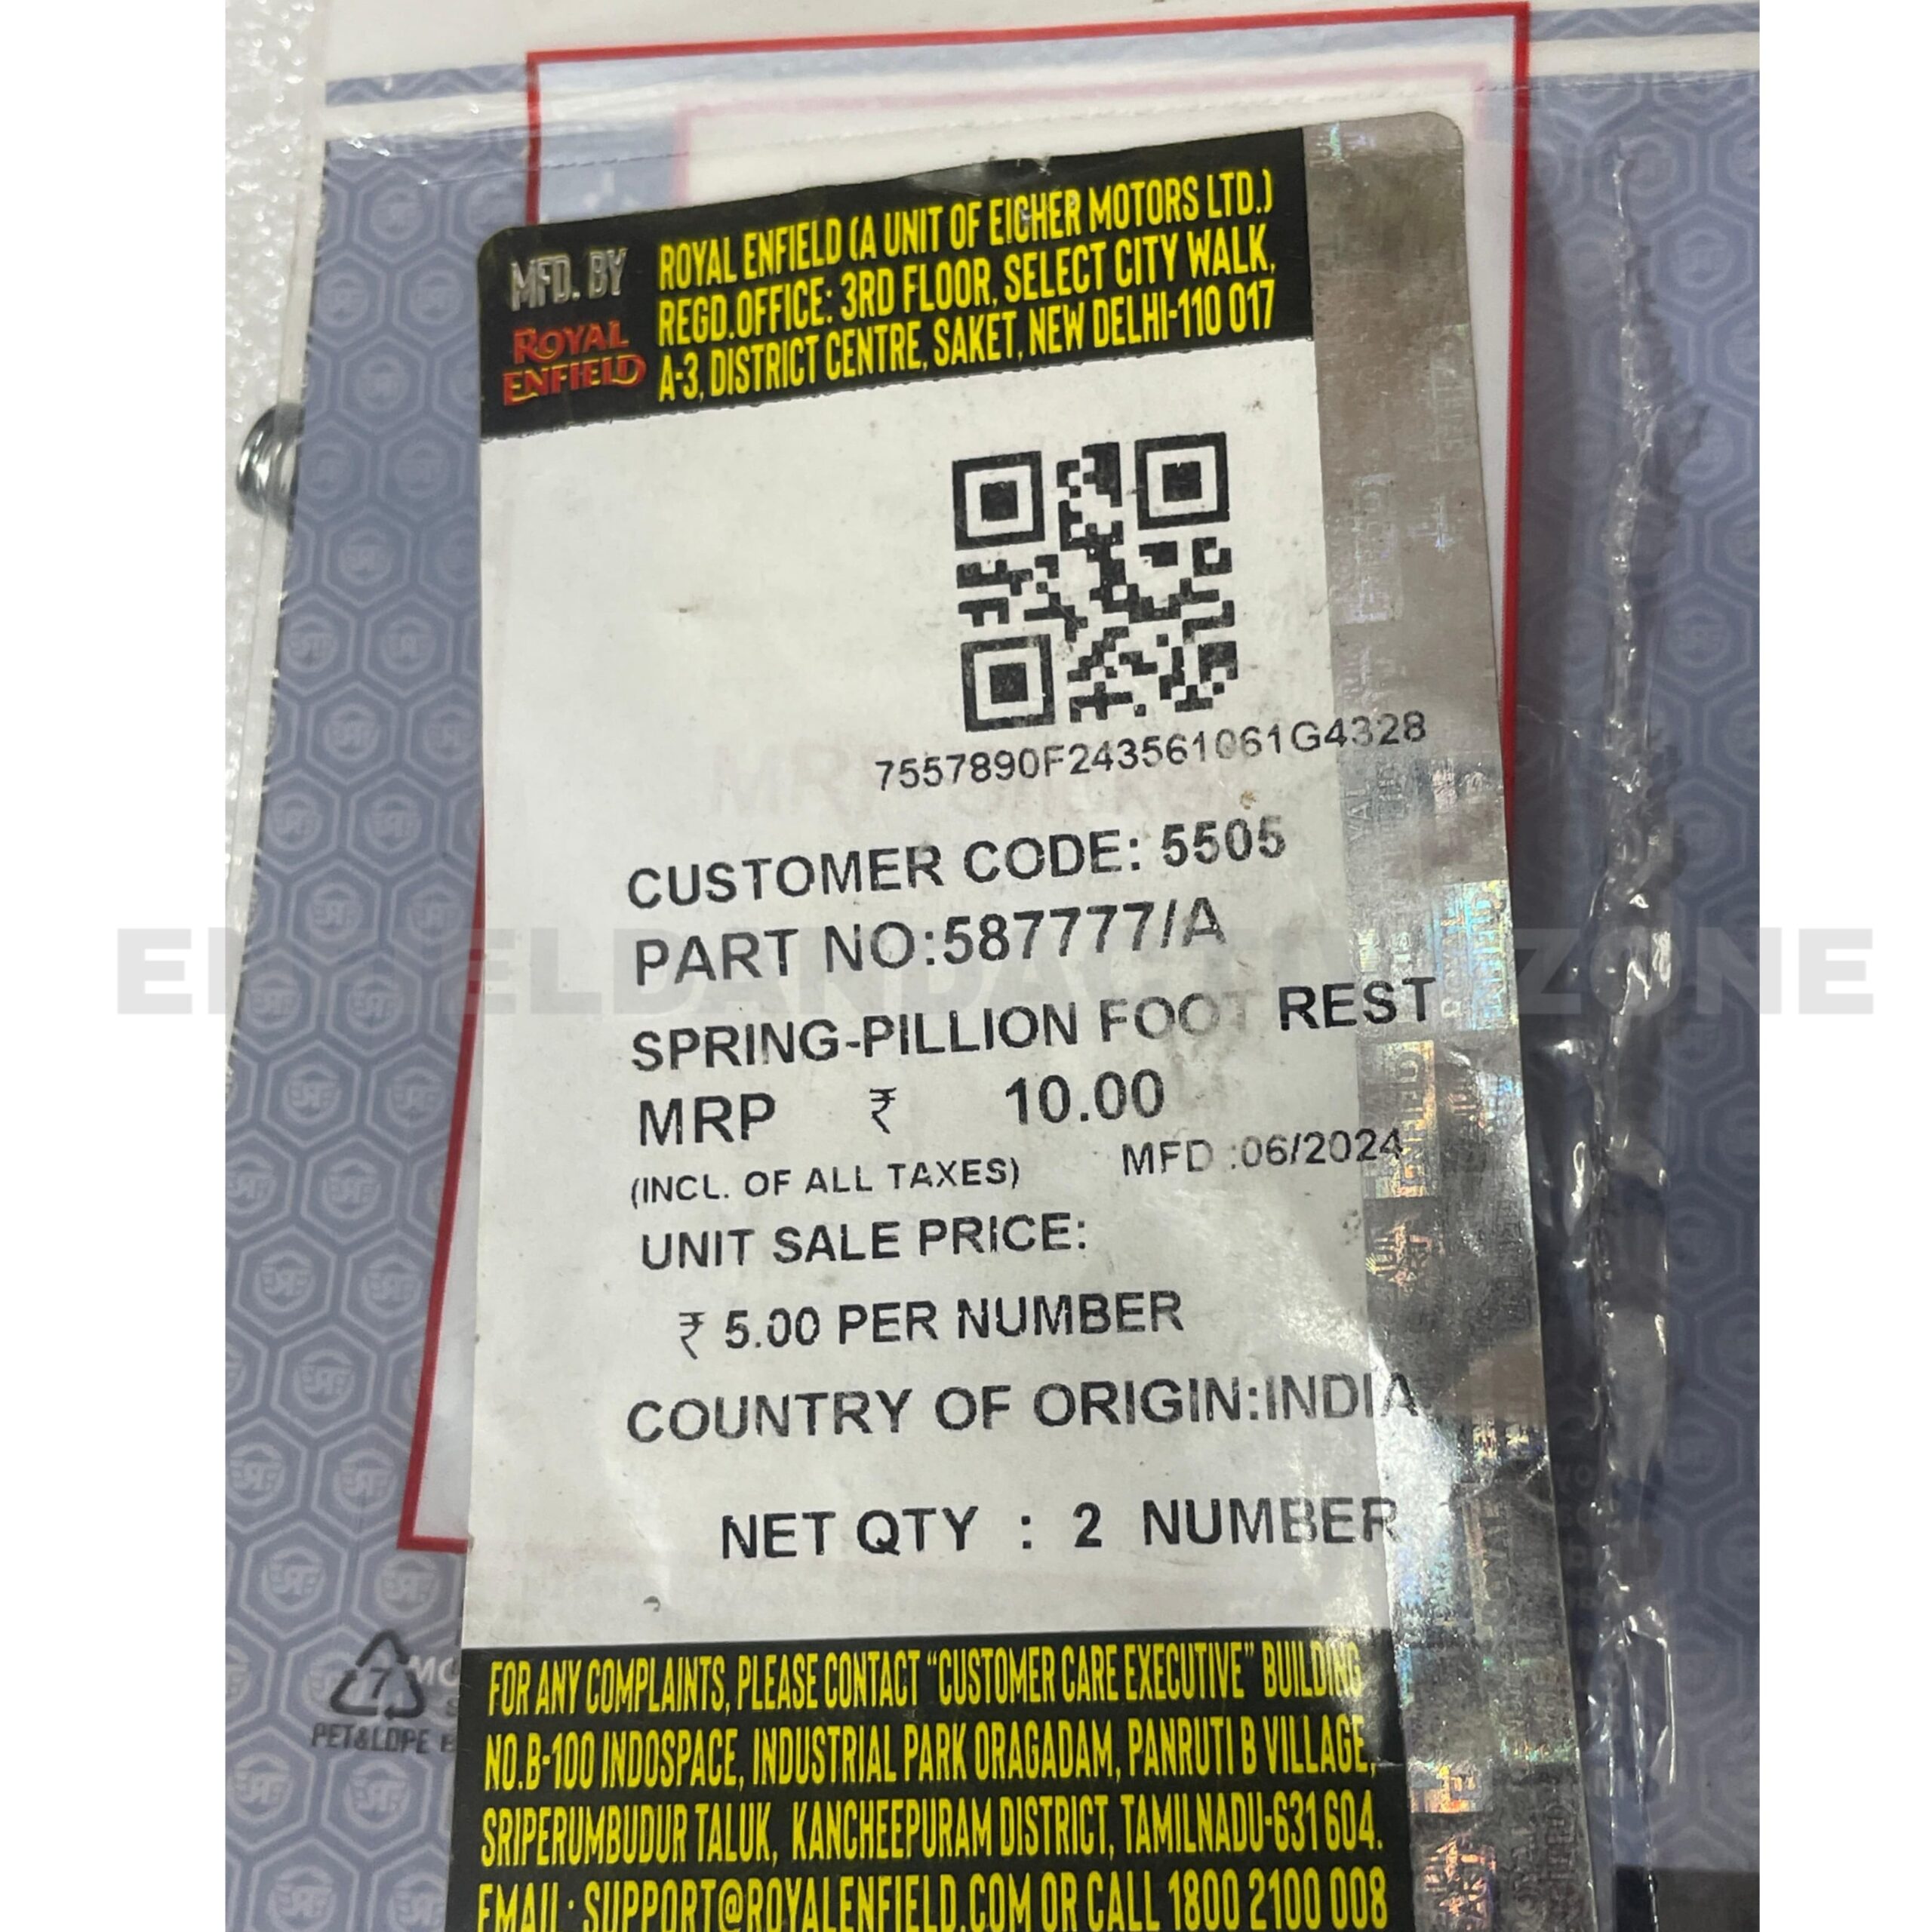 MFD. BY
ROYAL
ENFIELD
ROYAL ENFIELD (A UNIT OF EICHER MOTORS LTD.)
REGD.OFFICE: 3RD FLOOR, SELECT CITY WALK,
A-3, DISTRICT CENTRE, SAKET, NEW DELHI-110 017
7557890F243561061G4328
CUSTOMER CODE: 5505
PART NO:587777/A
SPRING-PILLION FOOT REST
MRP ₹ 10.00
(INCL. OF ALL TAXES) MFD :06/2024
UNIT SALE PRICE:
₹ 5.00 PER NUMBER
COUNTRY OF ORIGIN:INDIA
NET QTY : 2 NUMBER
FOR ANY COMPLAINTS, PLEASE CONTACT “CUSTOMER CARE EXECUTIVE” BUILDING
NO.B-100 INDOSPACE, INDUSTRIAL PARK ORAGADAM, PANRUTI B VILLAGE,
SRIPERUMBUDUR TALUK, KANCHEEPURAM DISTRICT, TAMILNADU-631 604.
EMAIL : SUPPORT@ROYALENFIELD.COM OR CALL 1800 2100 008
7
PET&LDPE